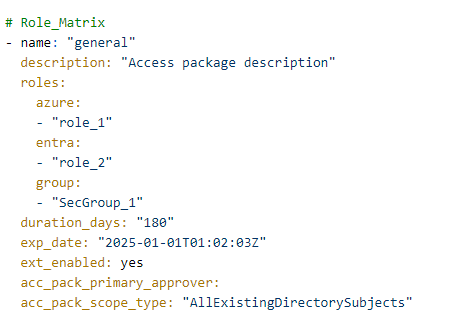 # Role_Matrix
- name: "general"
  description: "Access package description"
  roles:
    azure:
    - "role_1"
    entra:
    - "role_2"
    group:
    - "SecGroup_1"
  duration_days: "180"
  exp_date: "2025-01-01T01:02:03Z"
  ext_enabled: yes
  acc_pack_primary_approver:
  acc_pack_scope_type: "AllExistingDirectorySubjects"